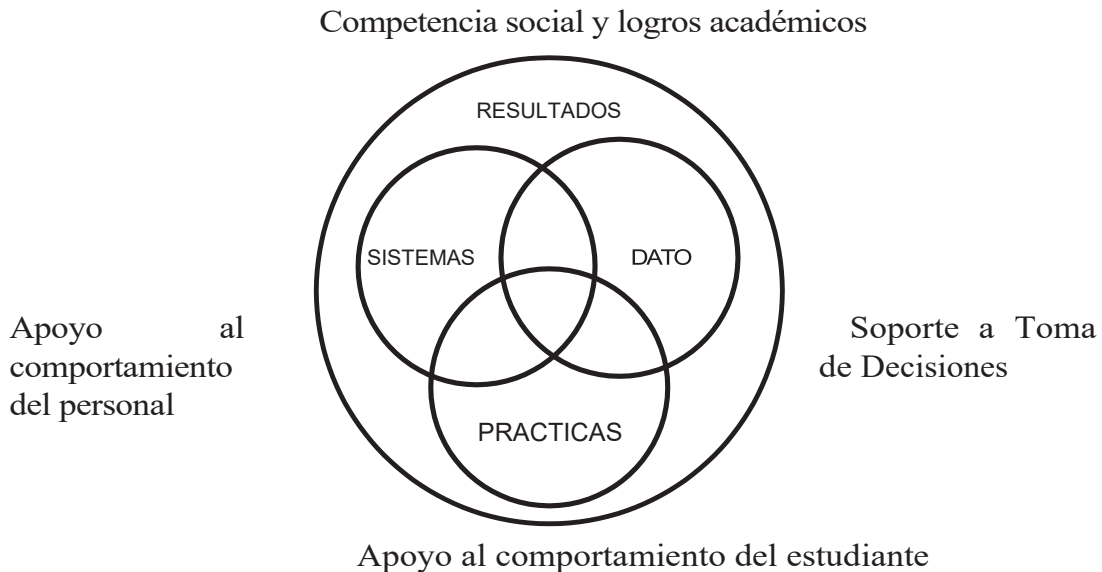 Competencia social y logros académicos
RESULTADOS
SISTEMAS
DATO
Apoyo al
comportamiento
del personal
Soporte a Toma
de Decisiones
PRACTICAS
Apoyo al comportamiento del estudiante